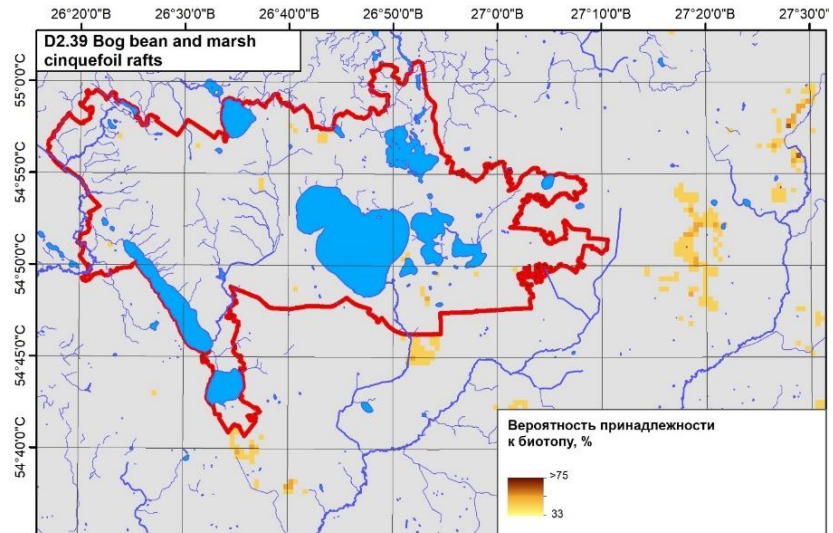 26°20'0"В 26°30'0"В 26°40'0"В 26°50'0"В 27°0'0"В 27°10'0"В 27°20'0"В 27°30'0"В
D2.39 Bog bean and marsh
cinquefoil rafts
55°0'0"С
54°55'0"С
54°50'0"С
54°45'0"С
54°40'0"С
Вероятность принадлежности
к биотопу, %
>75
33